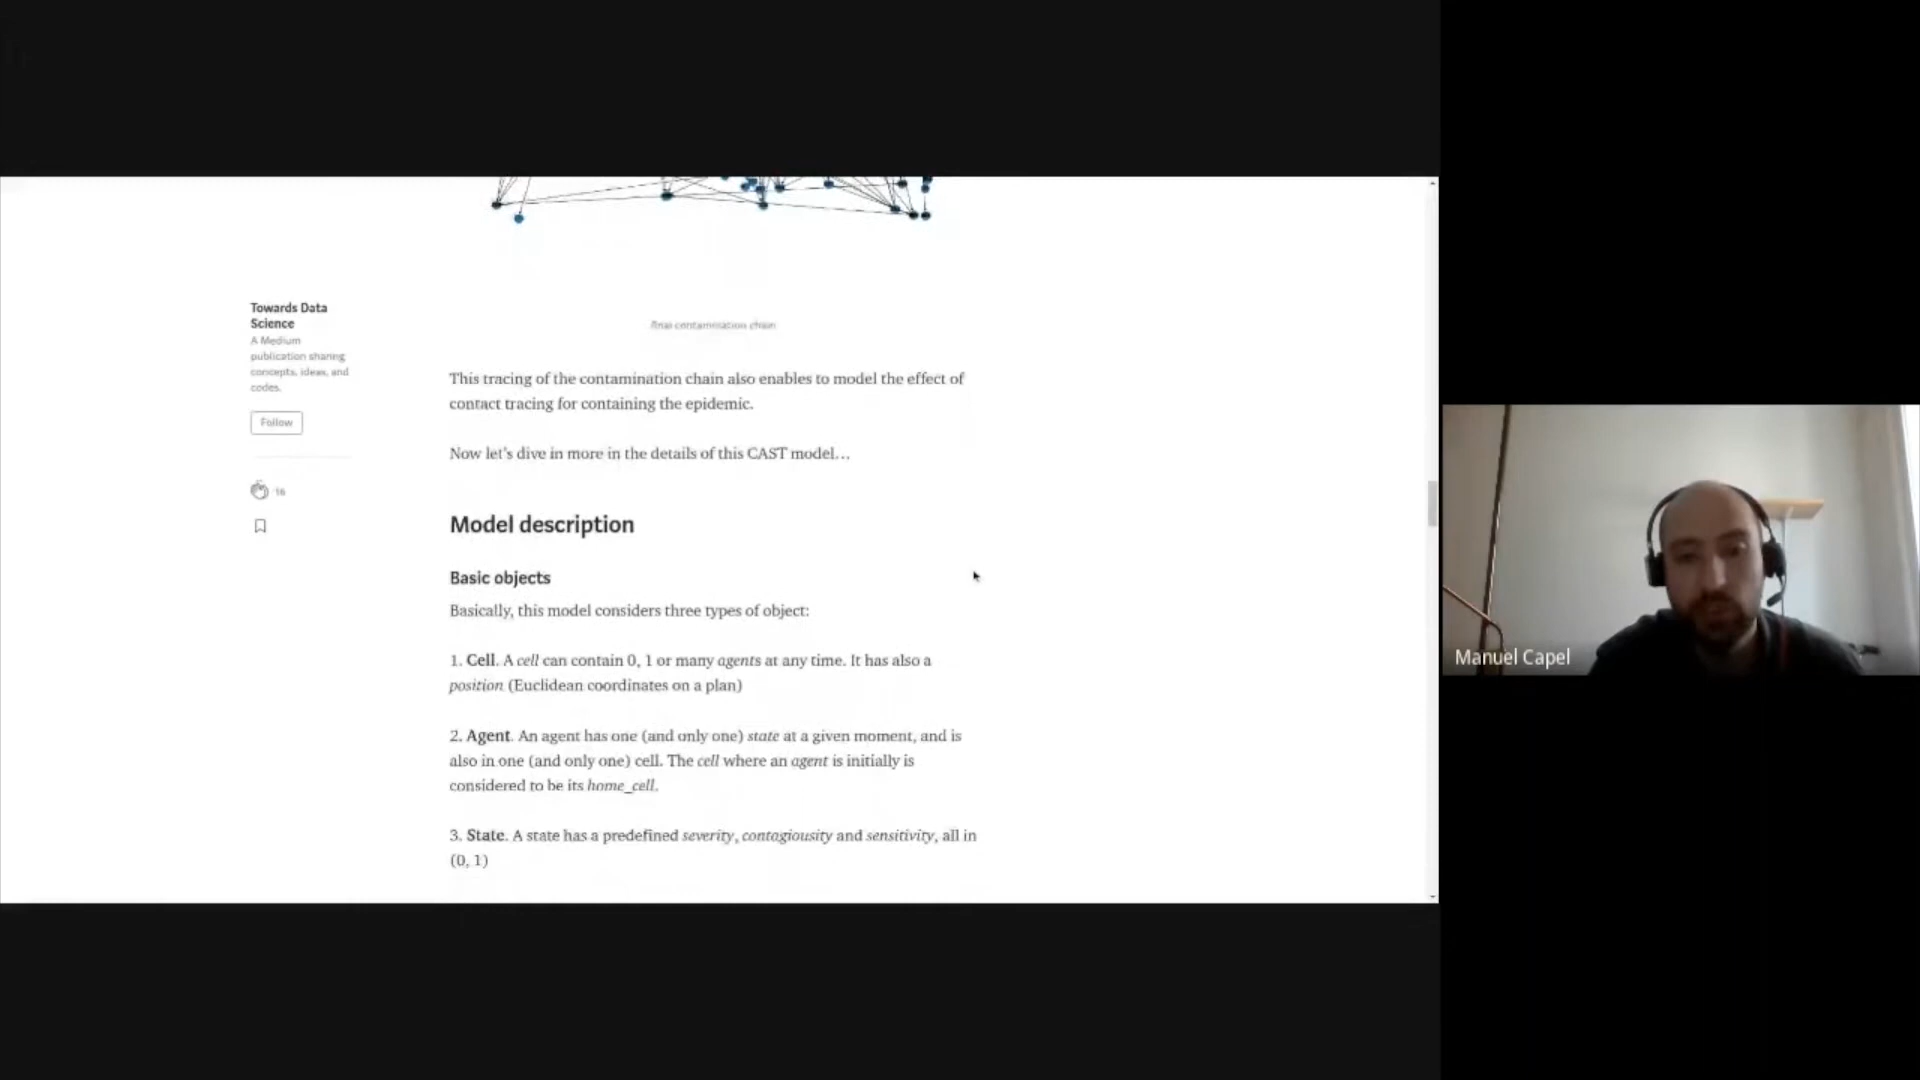 Towards Data
Science
A Medium
publication sharing
concepts, ideas, and
codes.
Follow
16
final contamination chain
This tracing of the contamination chain also enables to model the effect of
contact tracing for containing the epidemic.
Now let's dive in more in the details of this CAST model…
Model description
Basic objects
Basically, this model considers three types of object:
1. Cell. A cell can contain 0, 1 or many agents at any time. It has also a
position (Euclidean coordinates on a plan)
2. Agent. An agent has one (and only one) state at a given moment, and is
also in one (and only one) cell. The cell where an agent is initially is
considered to be its home_cell.
3. State. A state has a predefined severity, contagiousity and sensitivity, all in
(0, 1)
Manuel Capel